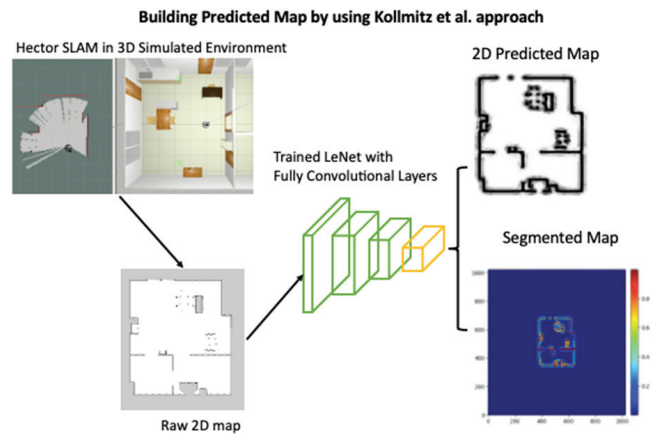 Building Predicted Map by using Kollmitz et al. approach
Hector SLAM in 3D Simulated Environment
2D Predicted Map
Trained LeNet with
Fully Convolutional Layers
Segmented Map
1000
800
600
400
200
0
0
200
400
600
800
1000
0.8
0.6
0.4
0.2
Raw 2D map